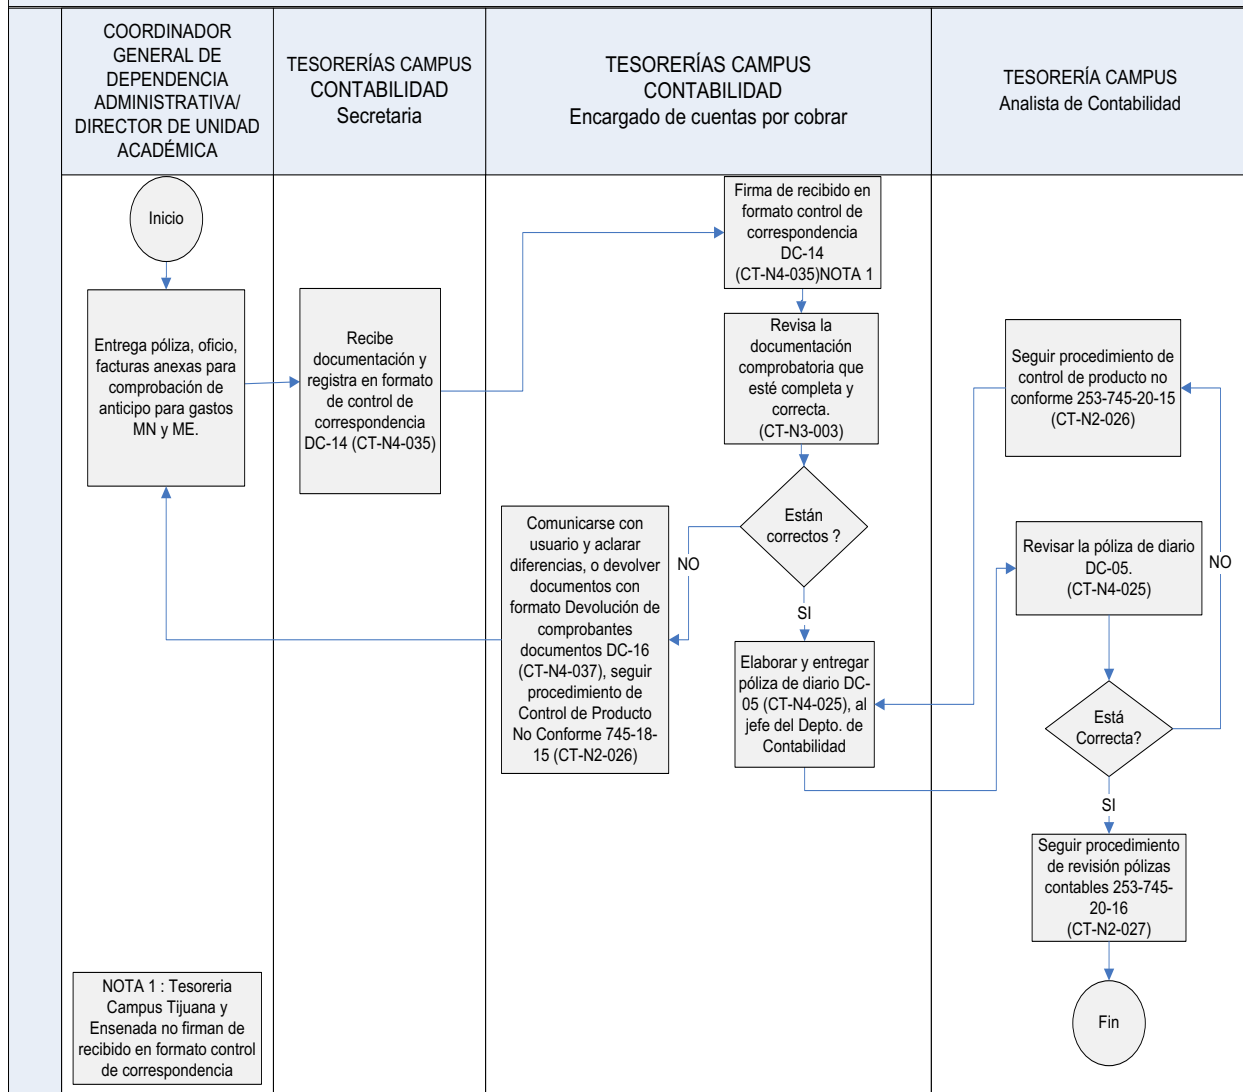 COORDINADOR
GENERAL DE
DEPENDENCIA
ADMINISTRATIVA/
DIRECTOR DE UNIDAD
ACADÉMICA
TESORERÍAS CAMPUS
CONTABILIDAD
Secretaria
TESORERÍAS CAMPUS
CONTABILIDAD
Encargado de cuentas por cobrar
TESORERÍA CAMPUS
Analista de Contabilidad
Inicio
Entrega póliza, oficio,
facturas anexas para
comprobación de
anticipo para gastos
MN y ME.
Recibe
documentación y
registra en formato
de control de
correspondencia
DC-14 (CT-N4-035)
Firma de recibido en
formato control de
correspondencia
DC-14
(CT-N4-035)NOTA 1
Revisa la
documentación
comprobatoria que
esté completa y
correcta.
(CT-N3-003)
Están
correctos ?
NO
SI
Comunicarse con
usuario y aclarar
diferencias, o devolver
documentos con
formato Devolución de
comprobantes
documentos DC-16
(CT-N4-037), seguir
procedimiento de
Control de Producto
No Conforme 745-18-
15 (CT-N2-026)
Elaborar y entregar
póliza de diario DC-
05 (CT-N4-025), al
jefe del Depto. de
Contabilidad
Seguir procedimiento de
control de producto no
conforme 253-745-20-15
(CT-N2-026)
Revisar la póliza de diario
DC-05.
(CT-N4-025)
NO
Está
Correcta?
SI
Seguir procedimiento
de revisión pólizas
contables 253-745-
20-16
(CT-N2-027)
Fin
NOTA 1 : Tesoreria
Campus Tijuana y
Ensenada no firman de
recibido en formato control
de correspondencia